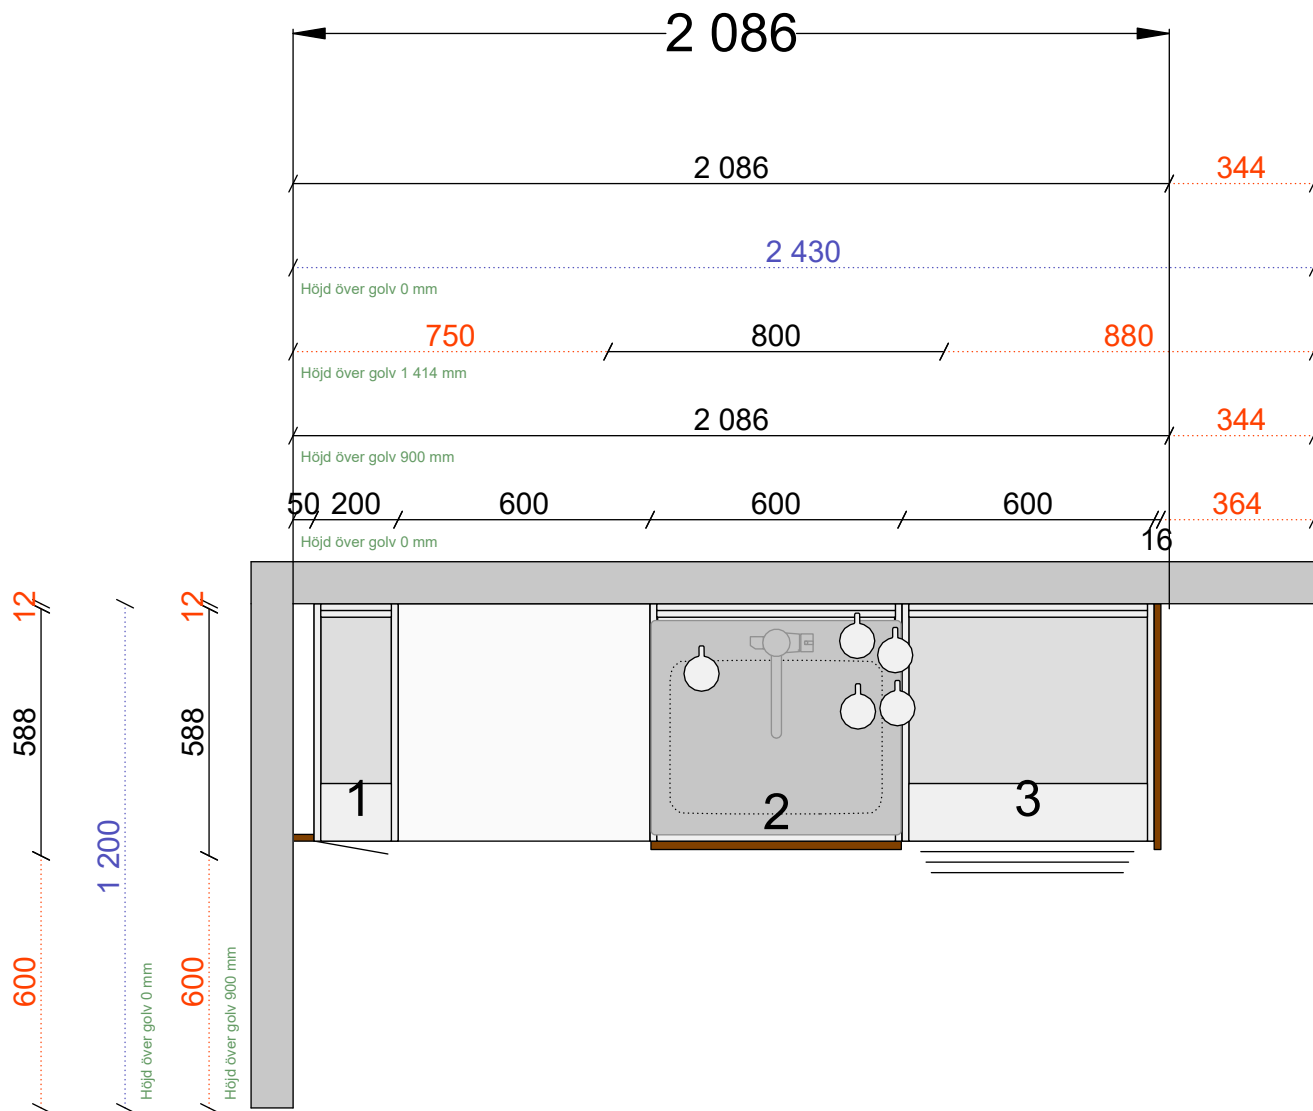 2 086
2 086 344
2 430
Höjd över golv 0 mm
750 800 880
Höjd över golv 1 414 mm
2 086 344
Höjd över golv 900 mm
50 200 600 600 600 364
16
Höjd över golv 0 mm
12 12
588 588
1 2 3
1 200
600 600
Höjd över golv 0 mm
Höjd över golv 900 mm